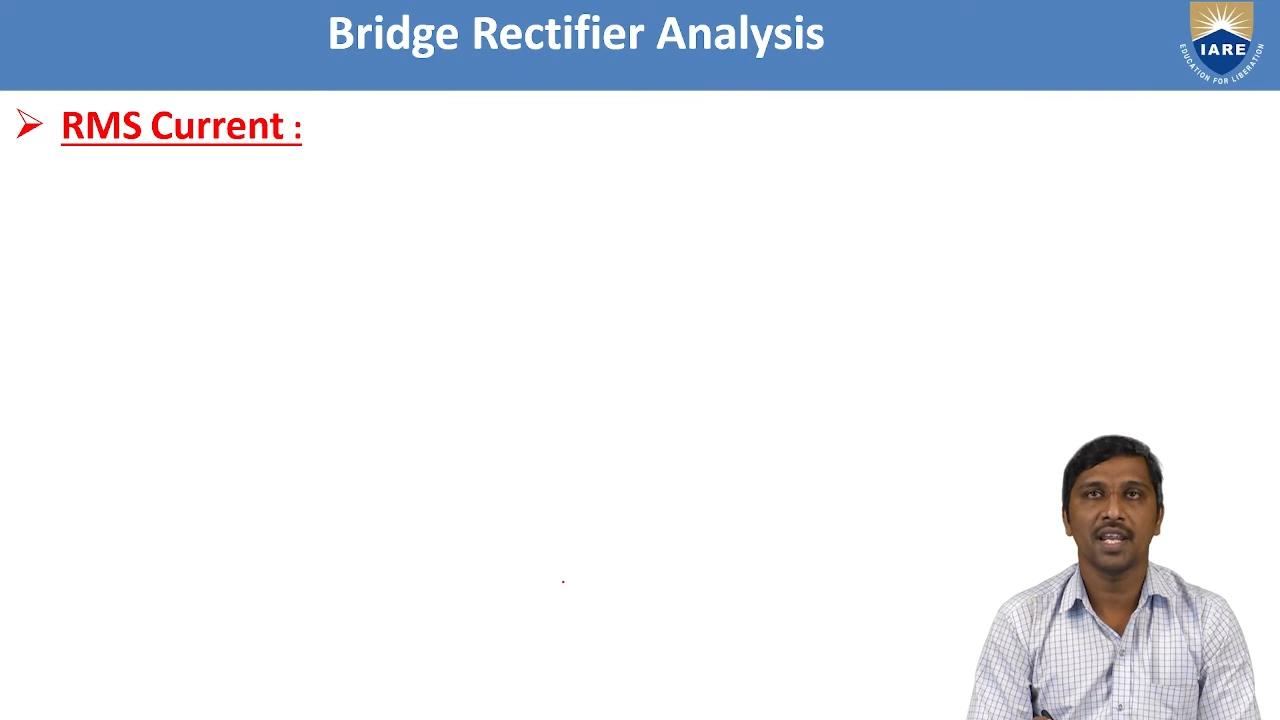 Bridge Rectifier Analysis
IARE
EDUCATION FOR LIBERATION
RMS Current :